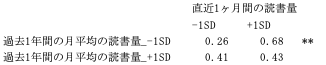 直近1ヶ月間の読書量
-1SD +1SD
過去1年間の月平均の読書量_-1SD 0.26 0.68 **
過去1年間の月平均の読書量_+1SD 0.41 0.43